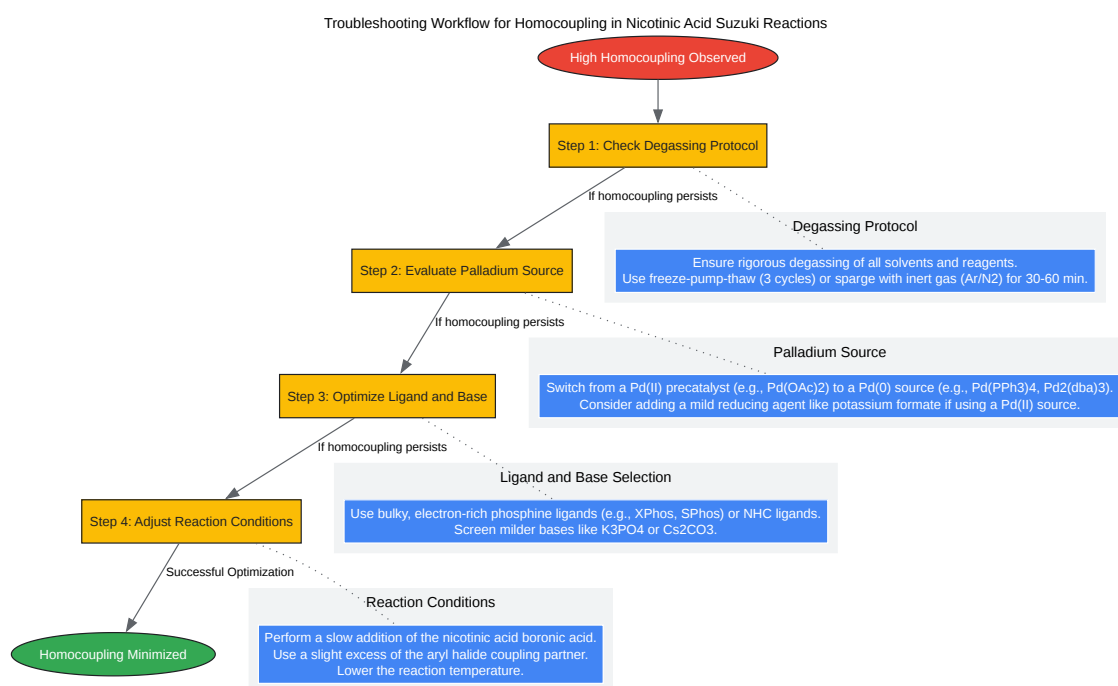 Troubleshooting Workflow for Homocoupling in Nicotinic Acid Suzuki Reactions
High Homocoupling Observed
Step 1: Check Degassing Protocol
If homocoupling persists
Degassing Protocol
Ensure rigorous degassing of all solvents and reagents.
Use freeze-pump-thaw (3 cycles) or sparge with inert gas (Ar/N2) for 30-60 min.
Step 2: Evaluate Palladium Source
If homocoupling persists
Palladium Source
Switch from a Pd(II) precatalyst (e.g., Pd(OAc)2) to a Pd(0) source (e.g., Pd(PPh3)4, Pd2(dba)3).
Consider adding a mild reducing agent like potassium formate if using a Pd(II) source.
Step 3: Optimize Ligand and Base
If homocoupling persists
Ligand and Base Selection
Use bulky, electron-rich phosphine ligands (e.g., XPhos, SPhos) or NHC ligands.
Screen milder bases like K3PO4 or Cs2CO3.
Step 4: Adjust Reaction Conditions
Successful Optimization
Reaction Conditions
Perform a slow addition of the nicotinic acid boronic acid.
Use a slight excess of the aryl halide coupling partner.
Lower the reaction temperature.
Homocoupling Minimized